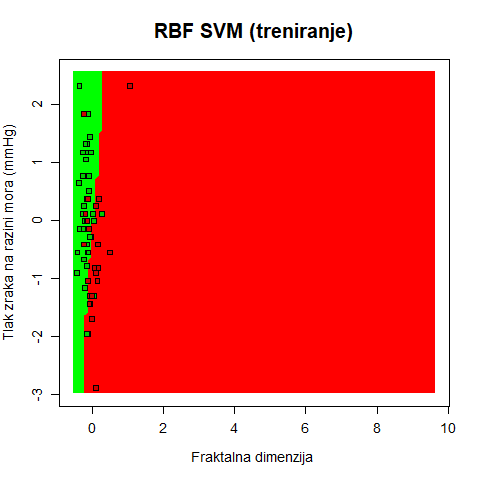 RBF SVM (treniranje)
Tlak zraka na razini mora (mmHg)
2
1
0
-1
-2
-3
0 2 4 6 8 10
Fraktalna dimenzija